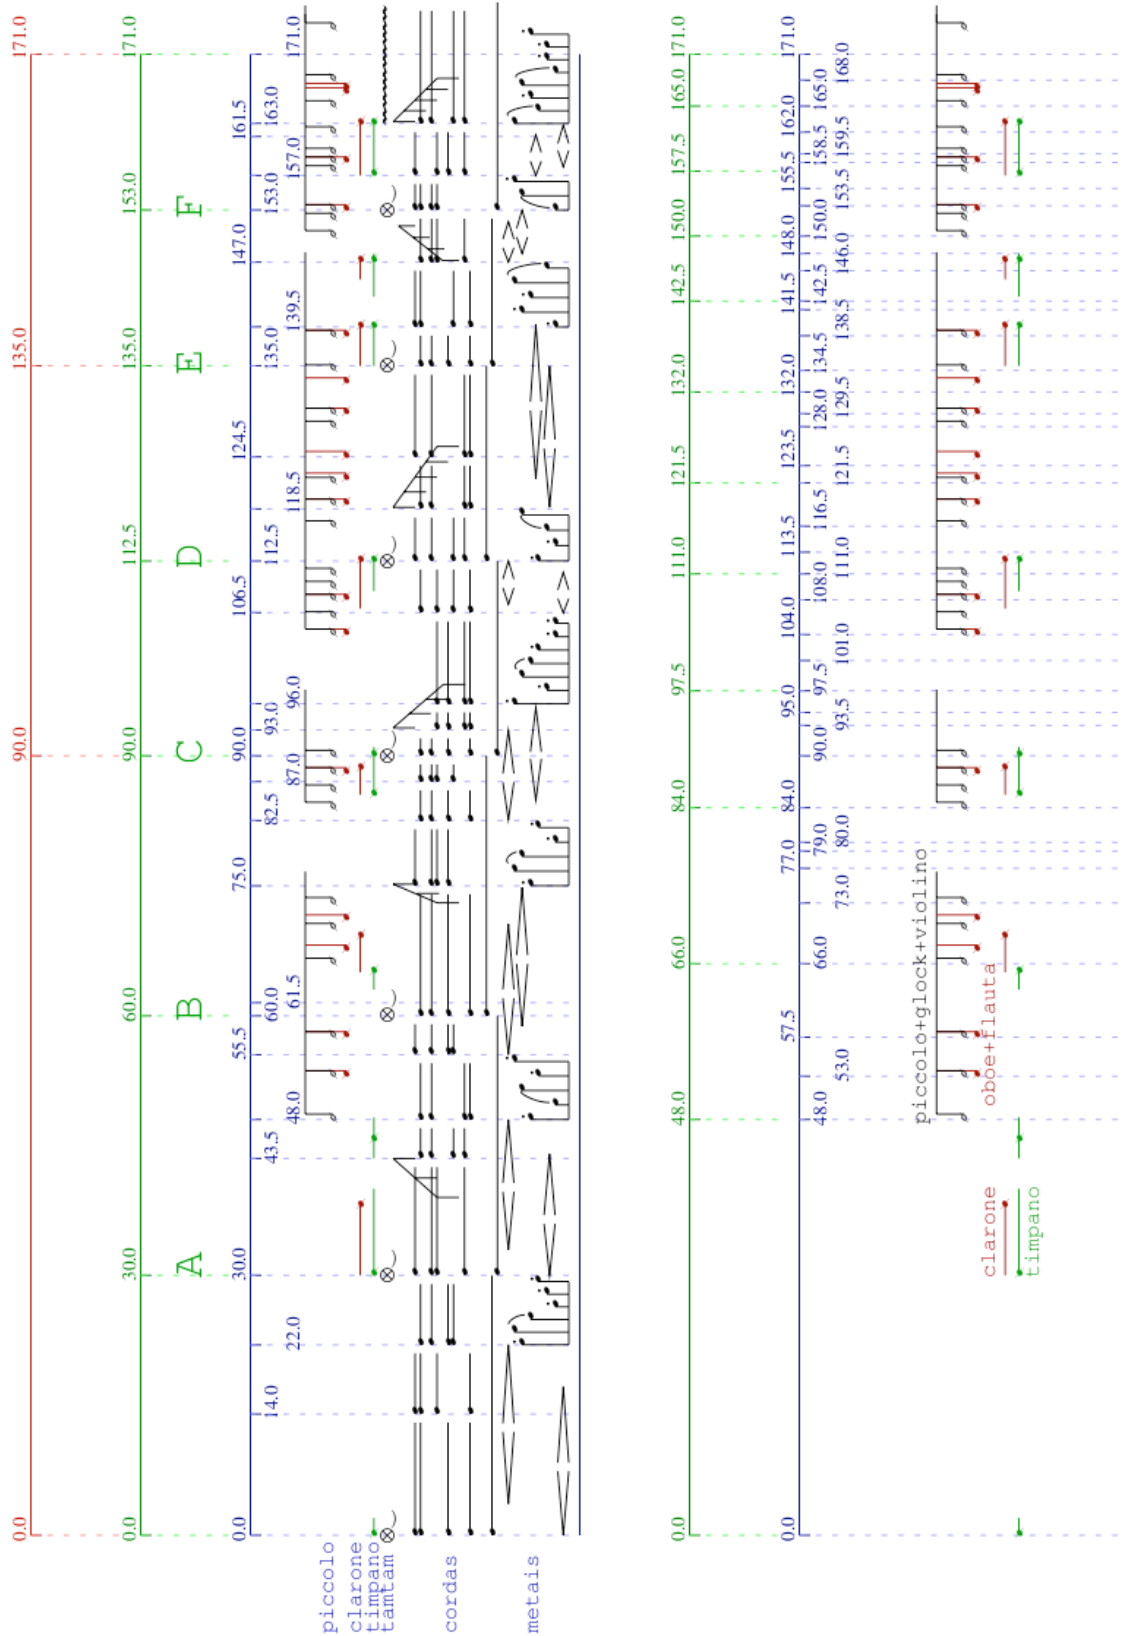 0.0 90.0 135.0 171.0
0.0 30.0 60.0 90.0 112.5 135.0 153.0 171.0
A B C D E F
0.0 14.0 30.0 43.5 55.5 60.0 75.0 82.5 90.0 93.0 106.5 112.5 124.5 135.0 147.0 153.0 161.5 171.0
22.0 48.0 61.5 87.0 96.0 118.5 139.5 157.0 163.0
piccolo
clarone
timpano
tamtam
cordas
metais
0.0 48.0 66.0 84.0 97.5 111.0 121.5 132.0 142.5 150.0 157.5 165.0 171.0
0.0 48.0 57.5 66.0 77.0 84.0 90.0 95.0 104.0 108.0 113.5 123.5 128.0 132.0 141.5 148.0 155.5 162.0 171.0
79.0 97.5 116.5 134.5 142.5 150.0 158.5 165.0
53.0 73.0 80.0 93.5 101.0 111.0 121.5 129.5 138.5 146.0 153.5 159.5 168.0
piccolo+glock+violino
clarone
oboe+flauta
timpano